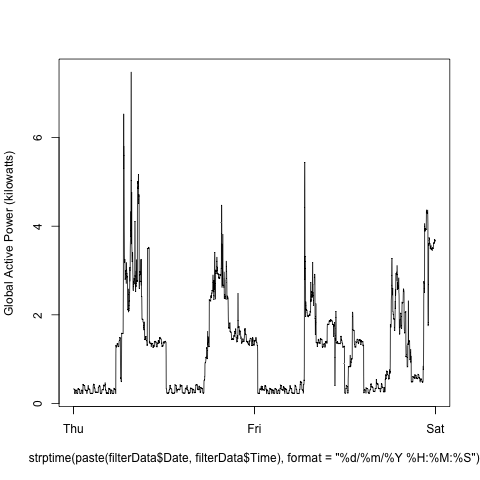 Global Active Power (kilowatts)
6
4
2
0
Thu Fri Sat
strptime(paste(filterData$Date, filterData$Time), format = "%d/%m/%Y %H:%M:%S")